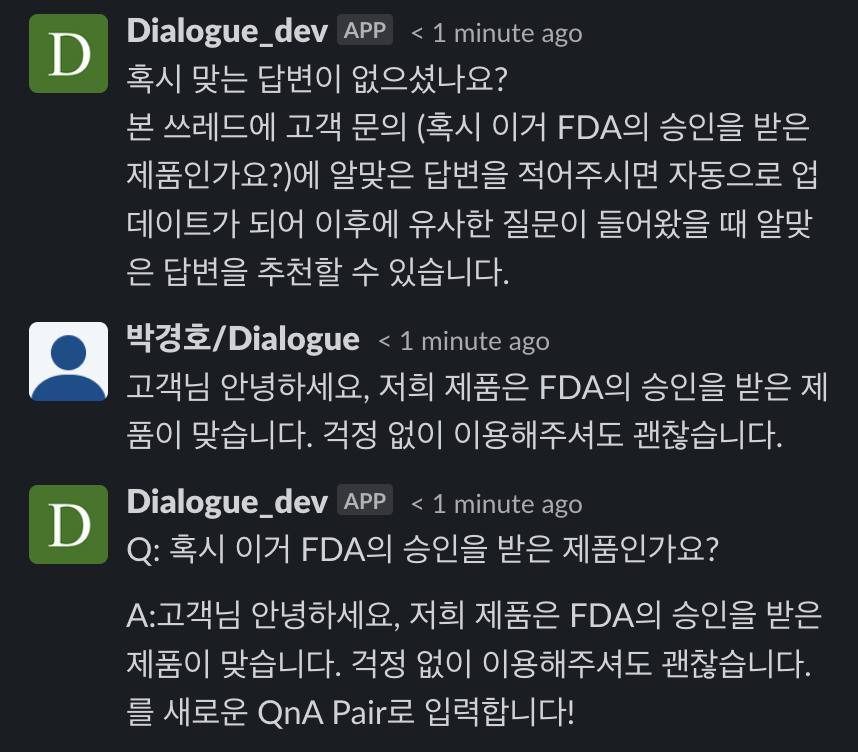 D
Dialogue_dev APP < 1 minute ago
혹시 맞는 답변이 없으셨나요?
본 쓰레드에 고객 문의 (혹시 이거 FDA의 승인을 받은
제품인가요?)에 알맞은 답변을 적어주시면 자동으로 업
데이트가 되어 이후에 유사한 질문이 들어왔을 때 알맞
은 답변을 추천할 수 있습니다.
박경호/Dialogue < 1 minute ago
고객님 안녕하세요, 저희 제품은 FDA의 승인을 받은 제
품이 맞습니다. 걱정 없이 이용해주셔도 괜찮습니다.
D
Dialogue_dev APP < 1 minute ago
Q: 혹시 이거 FDA의 승인을 받은 제품인가요?
A:고객님 안녕하세요, 저희 제품은 FDA의 승인을 받은
제품이 맞습니다. 걱정 없이 이용해주셔도 괜찮습니다.
를 새로운 QnA Pair로 입력합니다!